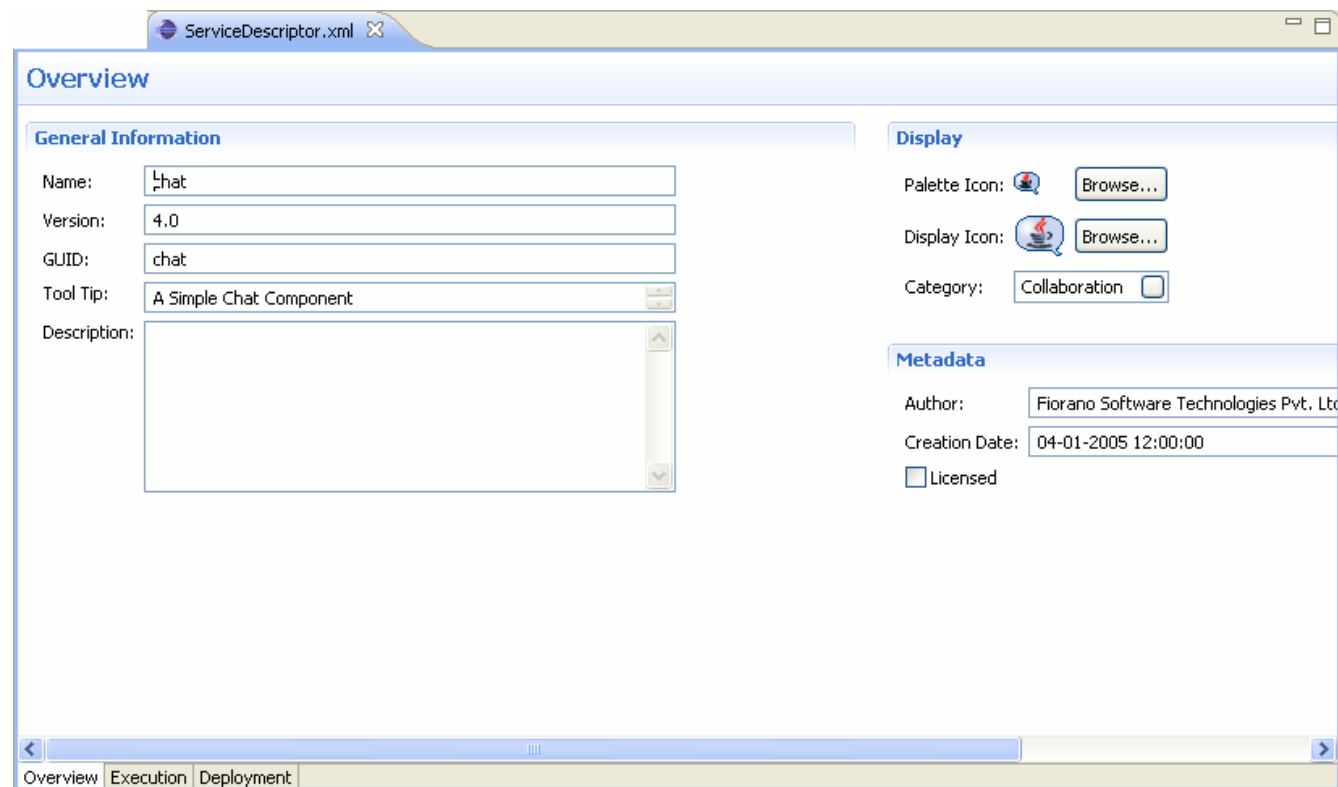 ServiceDescriptor.xml
Overview
General Information
Name: chat
Version: 4.0
GUID: chat
Tool Tip: A Simple Chat Component
Description:
Display
Palette Icon: Browse...
Display Icon: Browse...
Category: Collaboration
Metadata
Author: Fiorano Software Technologies Pvt. Ltd
Creation Date: 04-01-2005 12:00:00
Licensed
Overview Execution Deployment